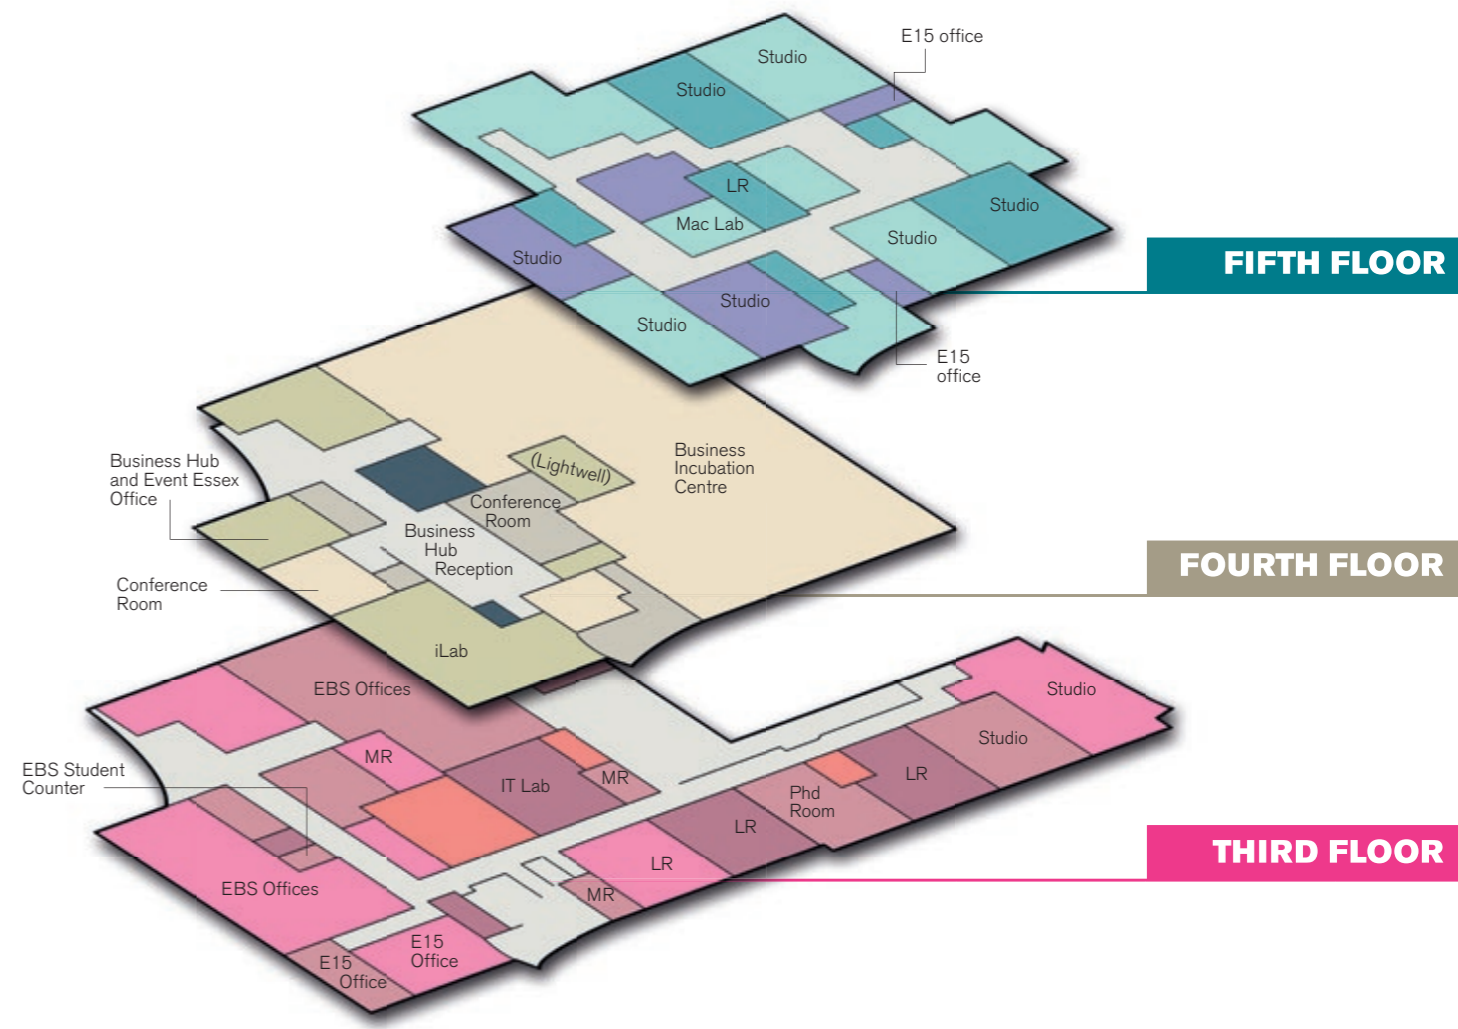 E15 office
Studio
Studio
LR
Mac Lab
Studio
Studio
Studio
Studio
Studio
E15
office
FIFTH FLOOR
Business Hub
and Event Essex
Office
(Lightwell)
Business
Incubation
Centre
Conference
Room
Business
Hub
Reception
Conference
Room
iLab
FOURTH FLOOR
EBS Offices
MR
EBS Student
Counter
IT Lab
MR
Studio
Studio
LR
Phd
Room
LR
LR
MR
EBS Offices
E15
Office
E15
Office
THIRD FLOOR